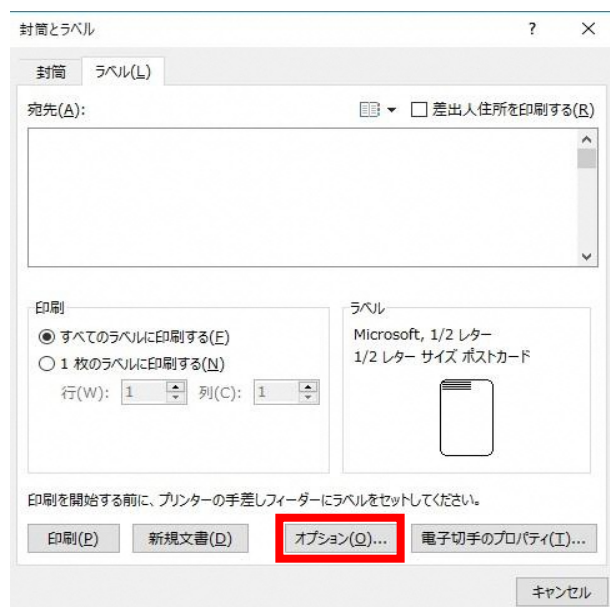 封筒とラベル ? ×
封筒 ラベル(L)
宛先(A): 差出人住所を印刷する(R)
印刷
すべてのラベルに印刷する(F)
1 枚のラベルに印刷する(N)
行(W): 1 列(C): 1
ラベル
Microsoft, 1/2 レター
1/2 レター サイズ ポストカード
印刷を開始する前に、プリンターの手差しフィーダーにラベルをセットしてください。
印刷(P) 新規文書(D) オプション(O)... 電子切手のプロパティ(T)...
キャンセル